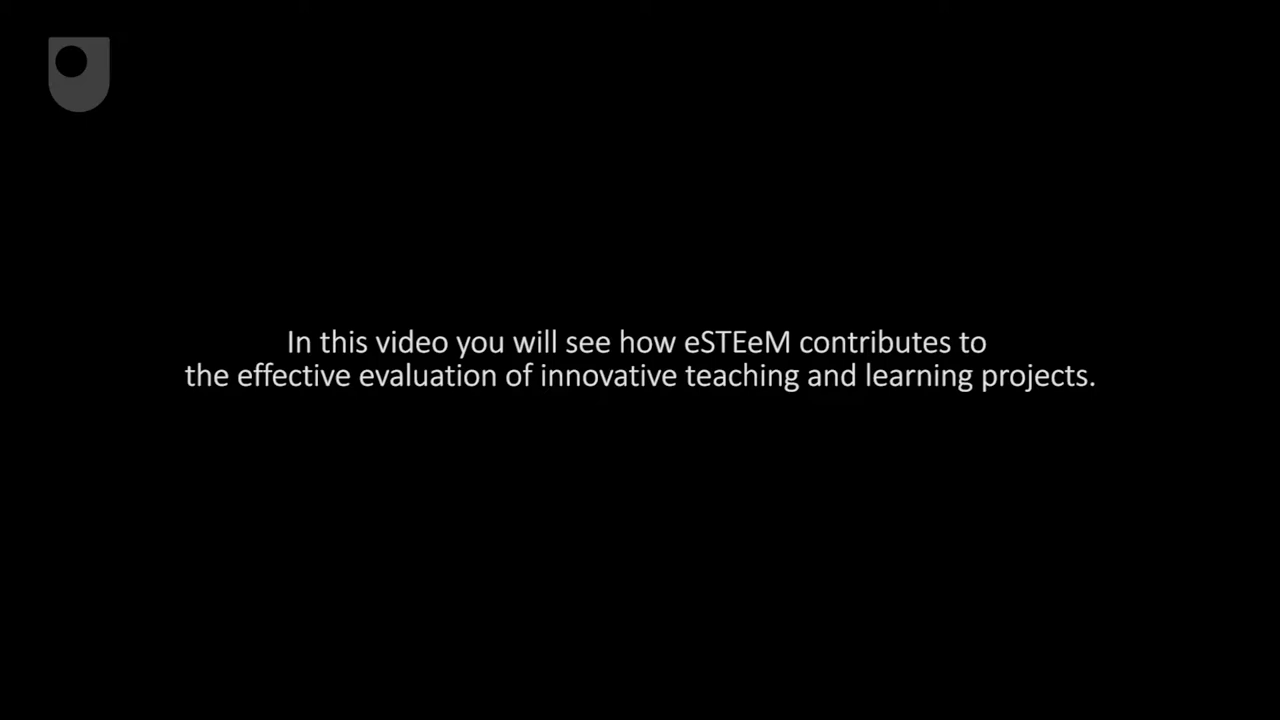 In this video you will see how eSTEeM contributes to
the effective evaluation of innovative teaching and learning projects.